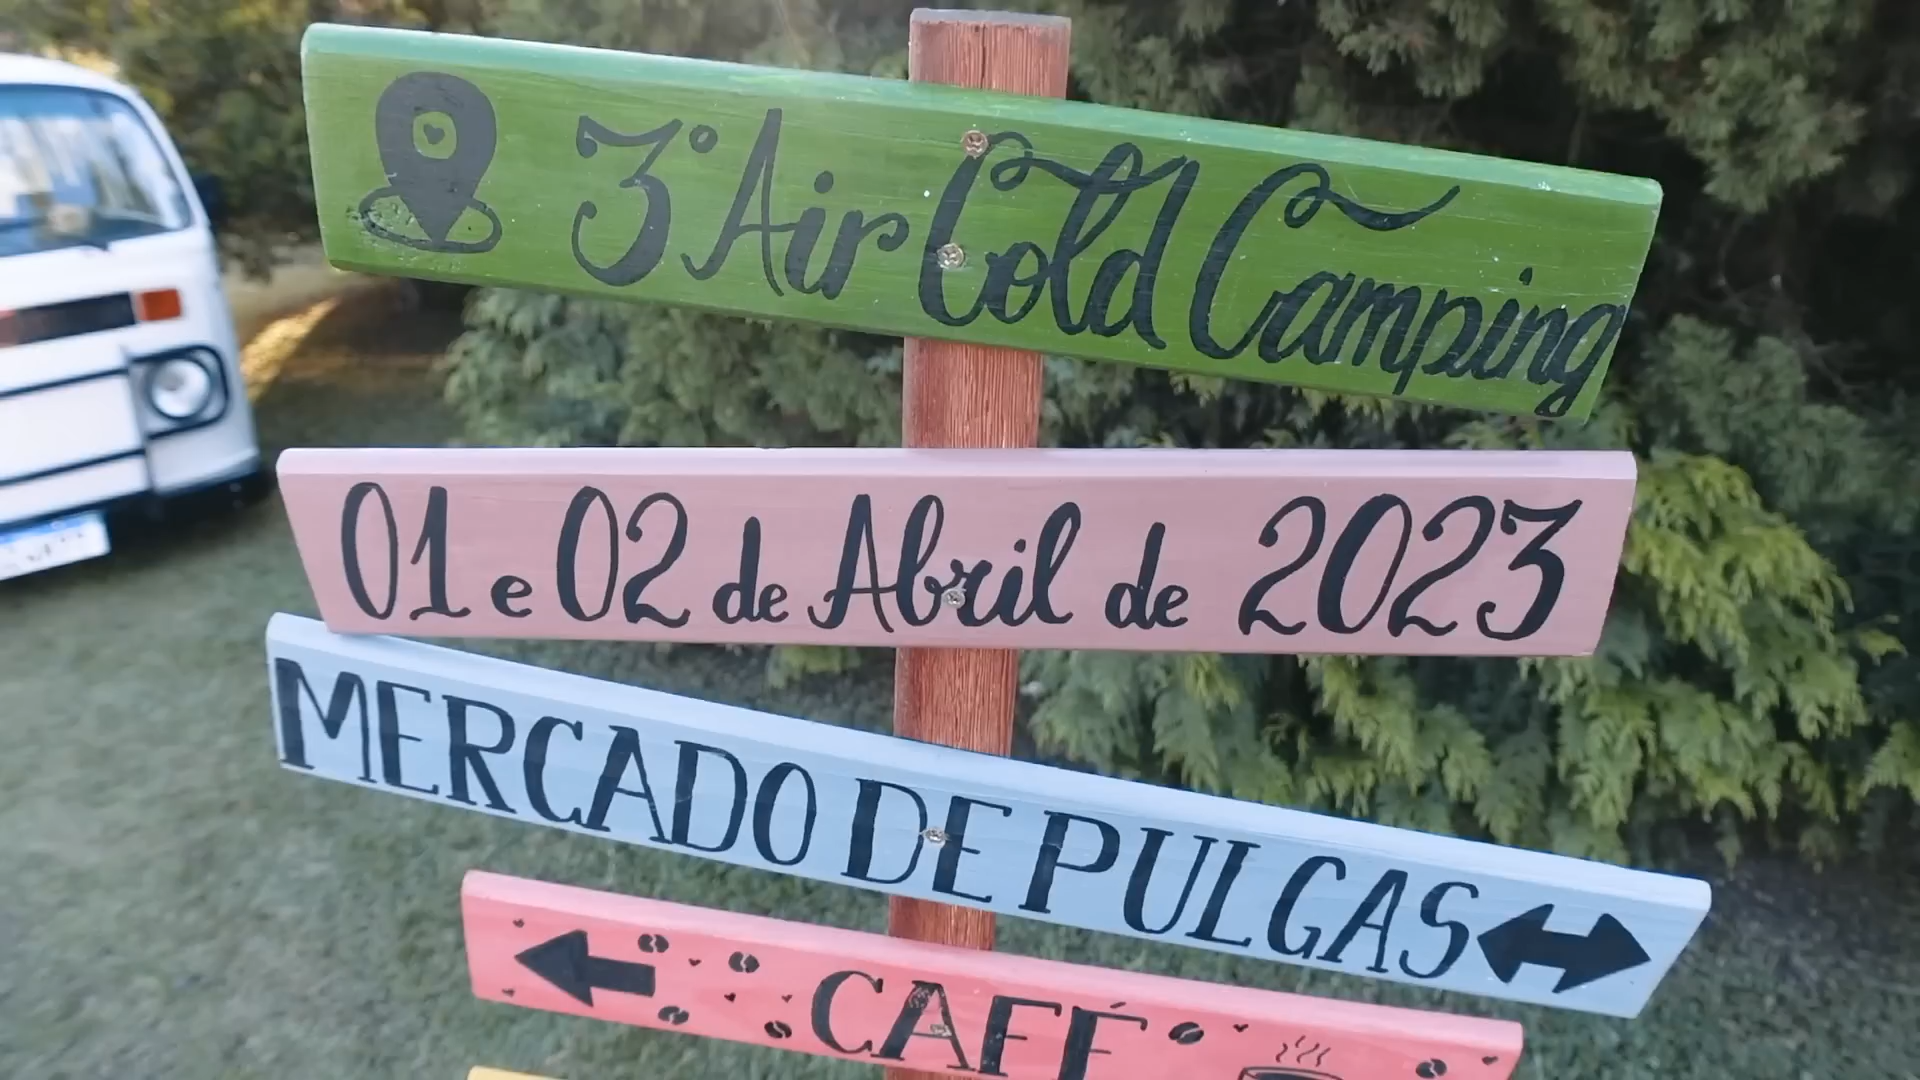 3° Air Cold Camping
01 e 02 de Abril de 2023
MERCADO DE PULGAS
CAFÉ